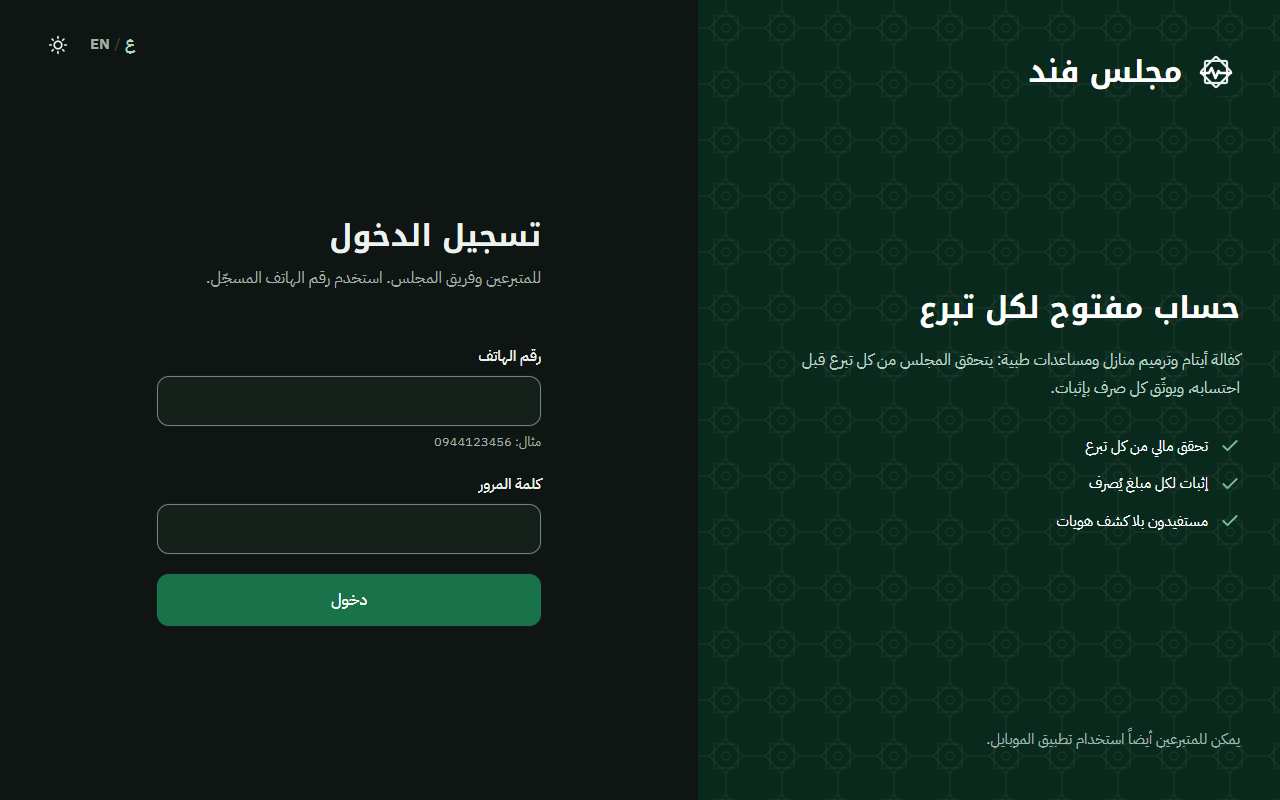 مجلس فند
حساب مفتوح لكل تبرع
كفالة أيتام وترميم منازل ومساعدات طبية: يتحقق المجلس من كل تبرع قبل
احتسابه، ويوثّق كل صرف بإثبات.
تحقق مالي من كل تبرع
إثبات لكل مبلغ يُصرف
مستفيدون بلا كشف هويات
يمكن للمتبرعين أيضاً استخدام تطبيق الموبايل.
ع / EN
تسجيل الدخول
للمتبرعين وفريق المجلس. استخدم رقم الهاتف المسجّل.
رقم الهاتف
مثال: 0944123456
كلمة المرور
دخول